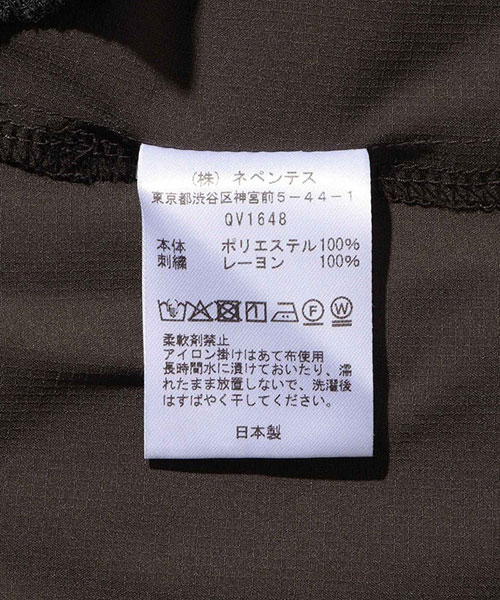 (株) ネペンテス
東京都渋谷区神宮前5-44-1
QV1648
本体 ポリエステル100%
刺繍 レーヨン 100%
F W
柔軟剤禁止
アイロン掛けはあて布使用
長時間水に漬けておいたり、濡
れたまま放置しないで、洗濯後
はすばやく干してください。
日本製